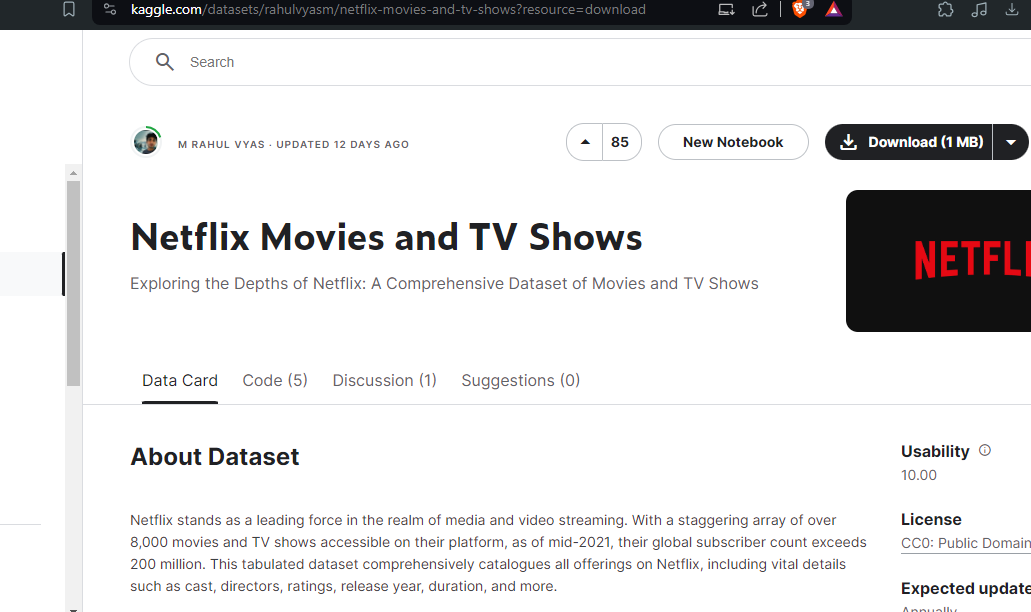 kaggle.com/datasets/rahulvyasm/netflix-movies-and-tv-shows?resource=download
3
Search
M RAHUL VYAS · UPDATED 12 DAYS AGO
85
New Notebook
Download (1 MB)
Netflix Movies and TV Shows
Exploring the Depths of Netflix: A Comprehensive Dataset of Movies and TV Shows
NETFLI
Data Card
Code (5)
Discussion (1)
Suggestions (0)
About Dataset
Netflix stands as a leading force in the realm of media and video streaming. With a staggering array of over
8,000 movies and TV shows accessible on their platform, as of mid-2021, their global subscriber count exceeds
200 million. This tabulated dataset comprehensively catalogues all offerings on Netflix, including vital details
such as cast, directors, ratings, release year, duration, and more.
Usability
10.00
License
CC0: Public Domain
Expected update
Annually